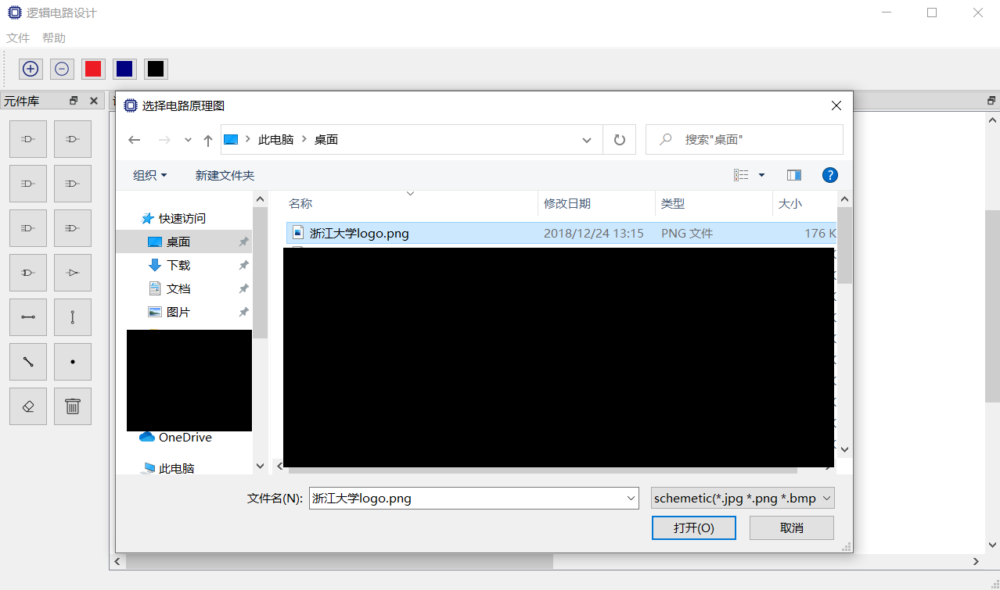 逻辑电路设计
文件 帮助
元件库
选择电路原理图
此电脑 桌面
搜索"桌面"
组织 新建文件夹
?
名称 修改日期 类型 大小
快速访问
浙江大学logo.png 2018/12/24 13:15 PNG 文件 176 K
桌面
下载
文档
图片
OneDrive
此电脑
文件名(N): 浙江大学logo.png schemetic(*.jpg *.png *.bmp
打开(O) 取消